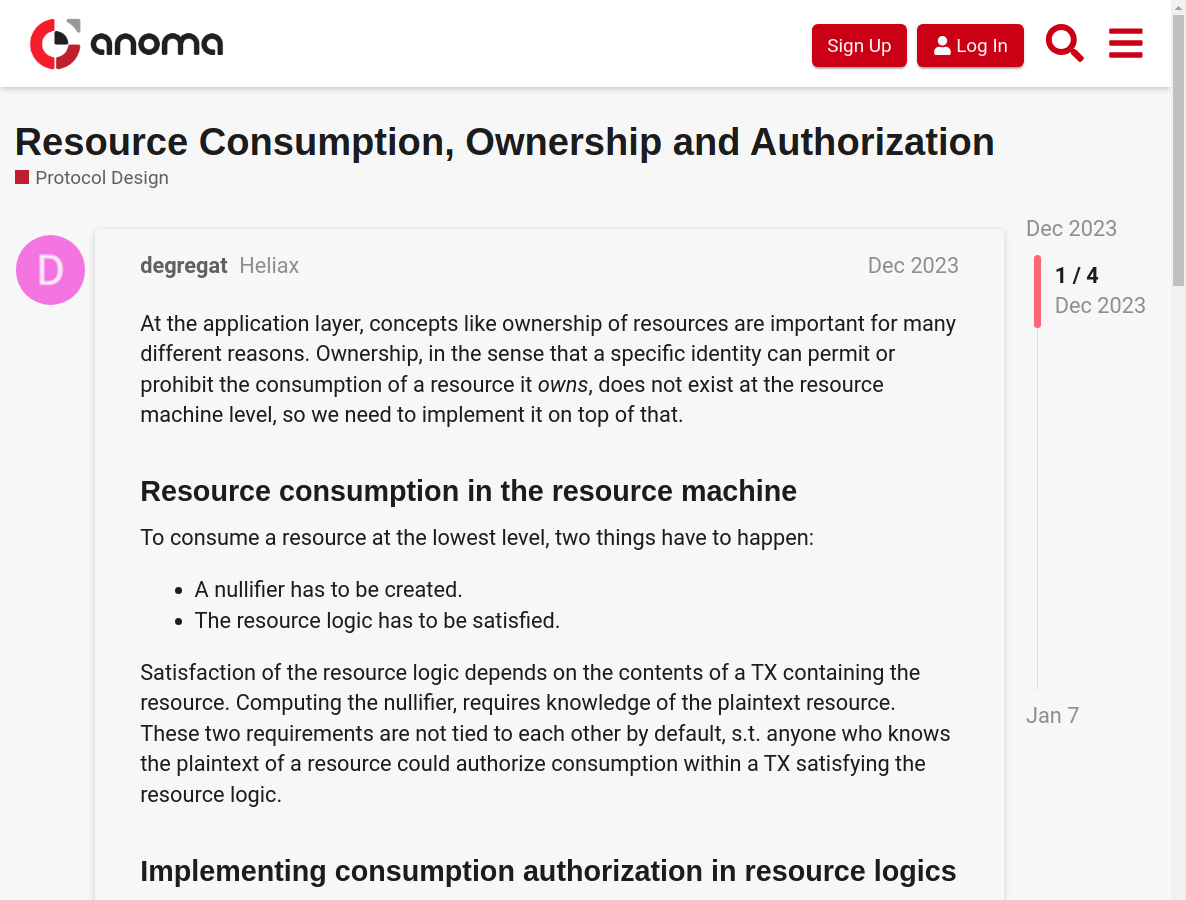 anoma
Sign Up
Log In
Resource Consumption, Ownership and Authorization
Protocol Design
Dec 2023
1 / 4
Dec 2023
Jan 7
D
degregat Heliax
Dec 2023
At the application layer, concepts like ownership of resources are important for many
different reasons. Ownership, in the sense that a specific identity can permit or
prohibit the consumption of a resource it owns, does not exist at the resource
machine level, so we need to implement it on top of that.
Resource consumption in the resource machine
To consume a resource at the lowest level, two things have to happen:
• A nullifier has to be created.
• The resource logic has to be satisfied.
Satisfaction of the resource logic depends on the contents of a TX containing the
resource. Computing the nullifier, requires knowledge of the plaintext resource.
These two requirements are not tied to each other by default, s.t. anyone who knows
the plaintext of a resource could authorize consumption within a TX satisfying the
resource logic.
Implementing consumption authorization in resource logics